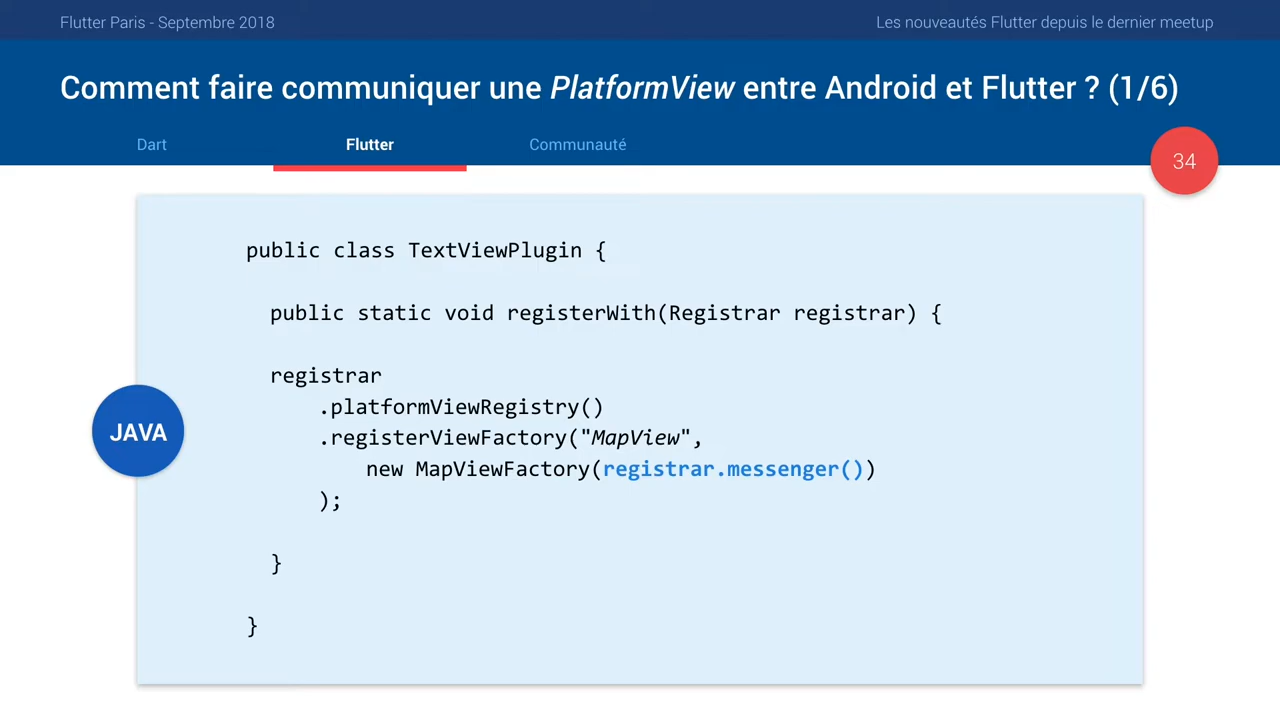 Flutter Paris - Septembre 2018
Les nouveautés Flutter depuis le dernier meetup
Comment faire communiquer une PlatformView entre Android et Flutter ? (1/6)
Dart
Flutter
Communauté
34
public class TextViewPlugin {
public static void registerWith(Registrar registrar) {
registrar
.platformViewRegistry()
.registerViewFactory("MapView",
new MapViewFactory(registrar.messenger())
);
}
}
JAVA